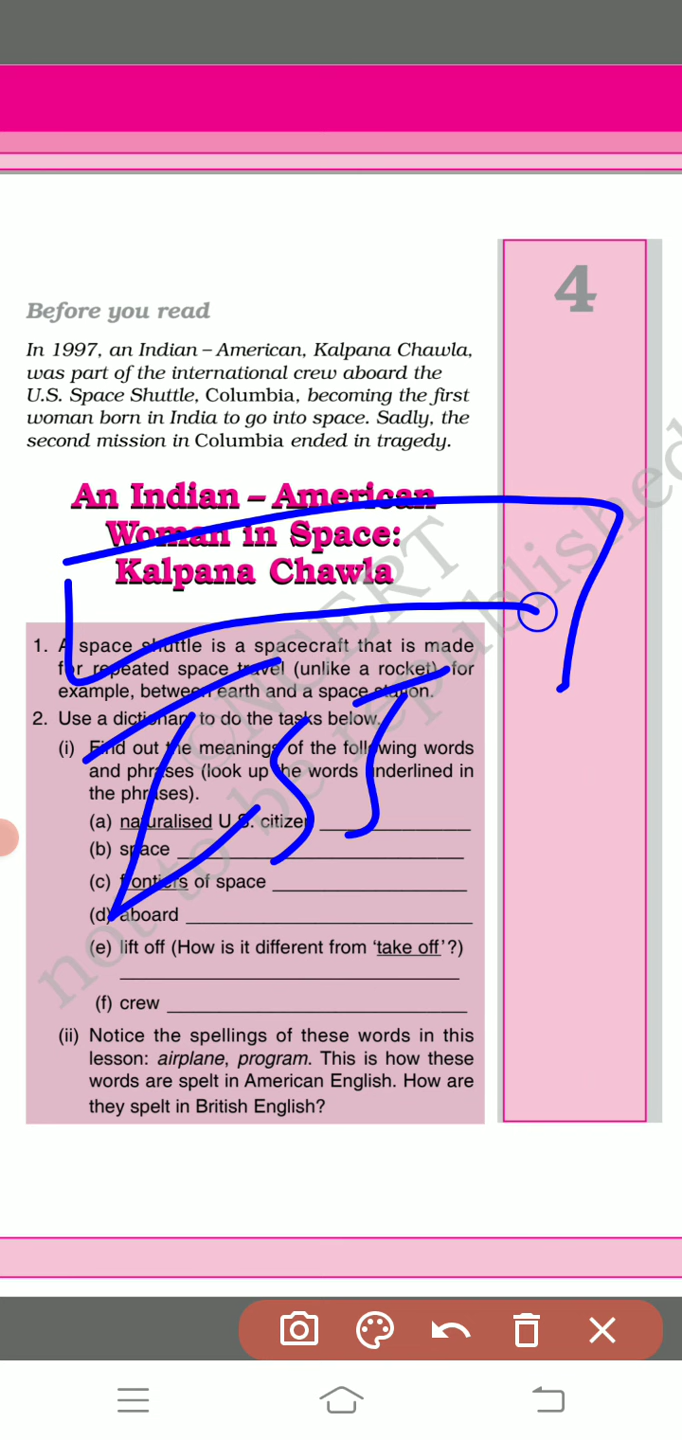 4
Before you read
In 1997, an Indian – American, Kalpana Chawla,
was part of the international crew aboard the
U.S. Space Shuttle, Columbia, becoming the first
woman born in India to go into space. Sadly, the
second mission in Columbia ended in tragedy.
An Indian – American
Woman in Space:
Kalpana Chawla
1. A space shuttle is a spacecraft that is made
for repeated space travel (unlike a rocket), for
example, between earth and a space station.
2. Use a dictionary to do the tasks below.
(i) Find out the meanings of the following words
and phrases (look up the words underlined in
the phrases).
(a) naturalised U.S. citizen
(b) space
(c) frontiers of space
(d) aboard
(e) lift off (How is it different from ‘take off’?)
(f) crew
(ii) Notice the spellings of these words in this
lesson: airplane, program. This is how these
words are spelt in American English. How are
they spelt in British English?
©NCERT
not to be republished